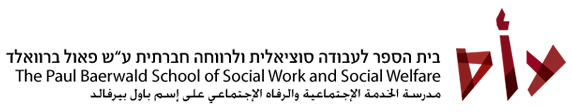 בית הספר לעבודה סוציאלית ולרווחה חברתית ע״ש פאול ברוואלד
The Paul Baerwald School of Social Work and Social Welfare
مدرسة الخدمة الإجتماعية والرفاه الإجتماعي على إسم باول بيرفالد